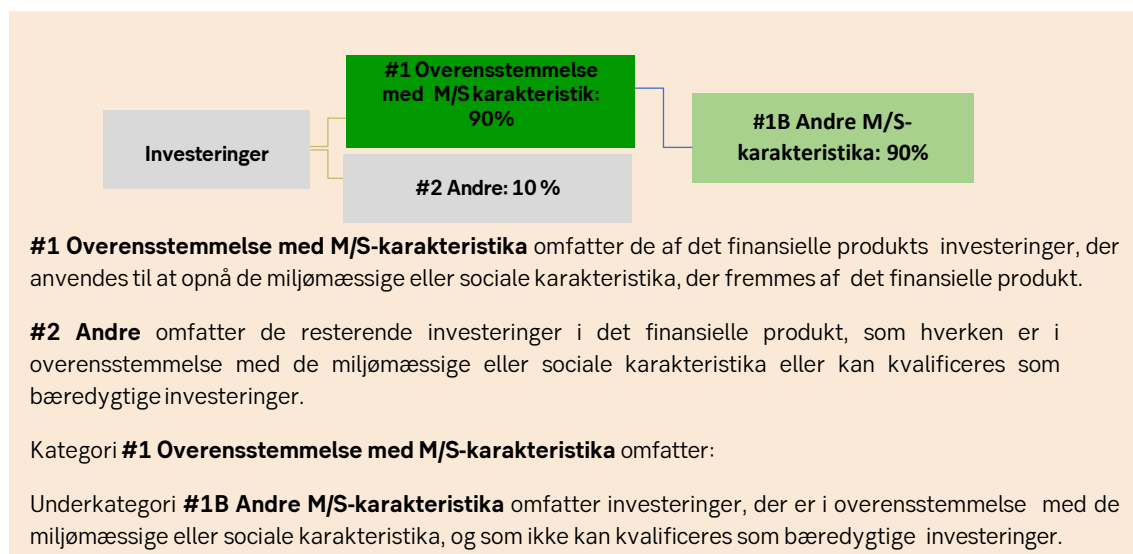 #1 Overensstemmelse
med M/S karakteristik:
90%
#1B Andre M/S-
karakteristika: 90%
Investeringer
#2 Andre: 10 %
#1 Overensstemmelse med M/S-karakteristika omfatter de af det finansielle produkts investeringer, der
anvendes til at opnå de miljømæssige eller sociale karakteristika, der fremmes af det finansielle produkt.
#2 Andre omfatter de resterende investeringer i det finansielle produkt, som hverken er i
overensstemmelse med de miljømæssige eller sociale karakteristika eller kan kvalificeres som
bæredygtige investeringer.
Kategori #1 Overensstemmelse med M/S-karakteristika omfatter:
Underkategori #1B Andre M/S-karakteristika omfatter investeringer, der er i overensstemmelse med de
miljømæssige eller sociale karakteristika, og som ikke kan kvalificeres som bæredygtige investeringer.